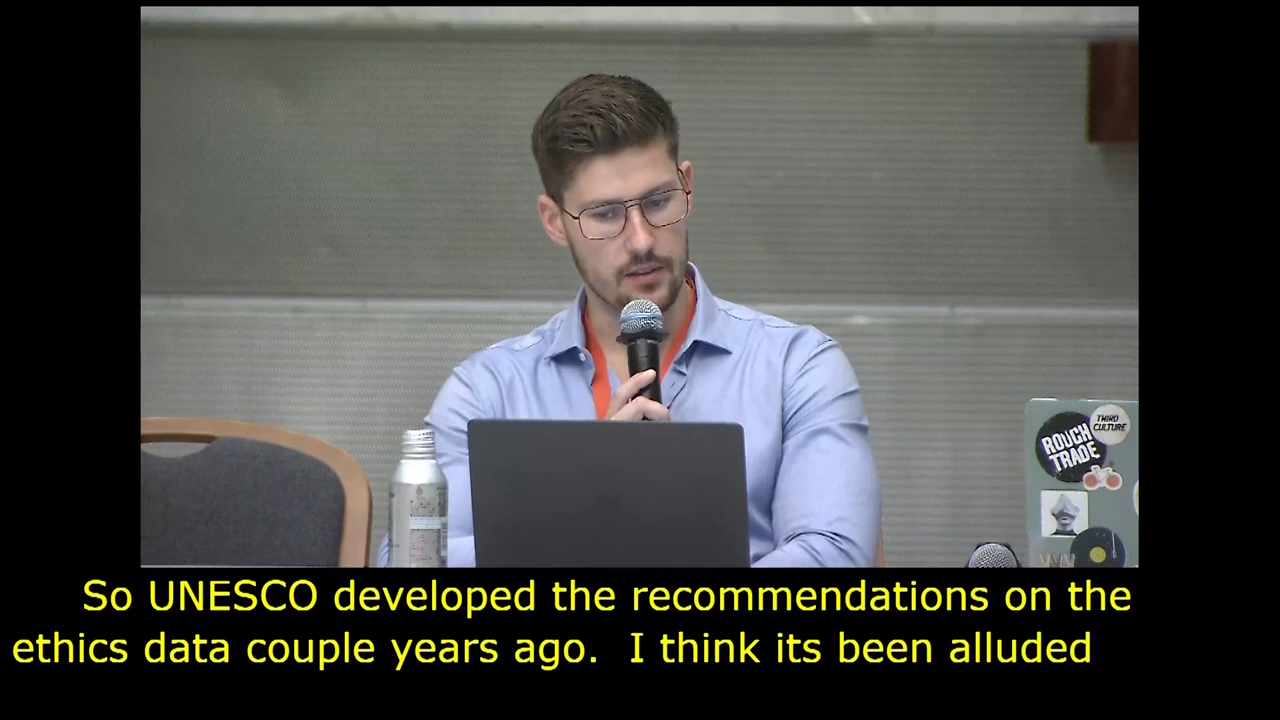 THIRD
CULTURE
ROUGH
TRADE
So UNESCO developed the recommendations on the
ethics data couple years ago.  I think its been alluded